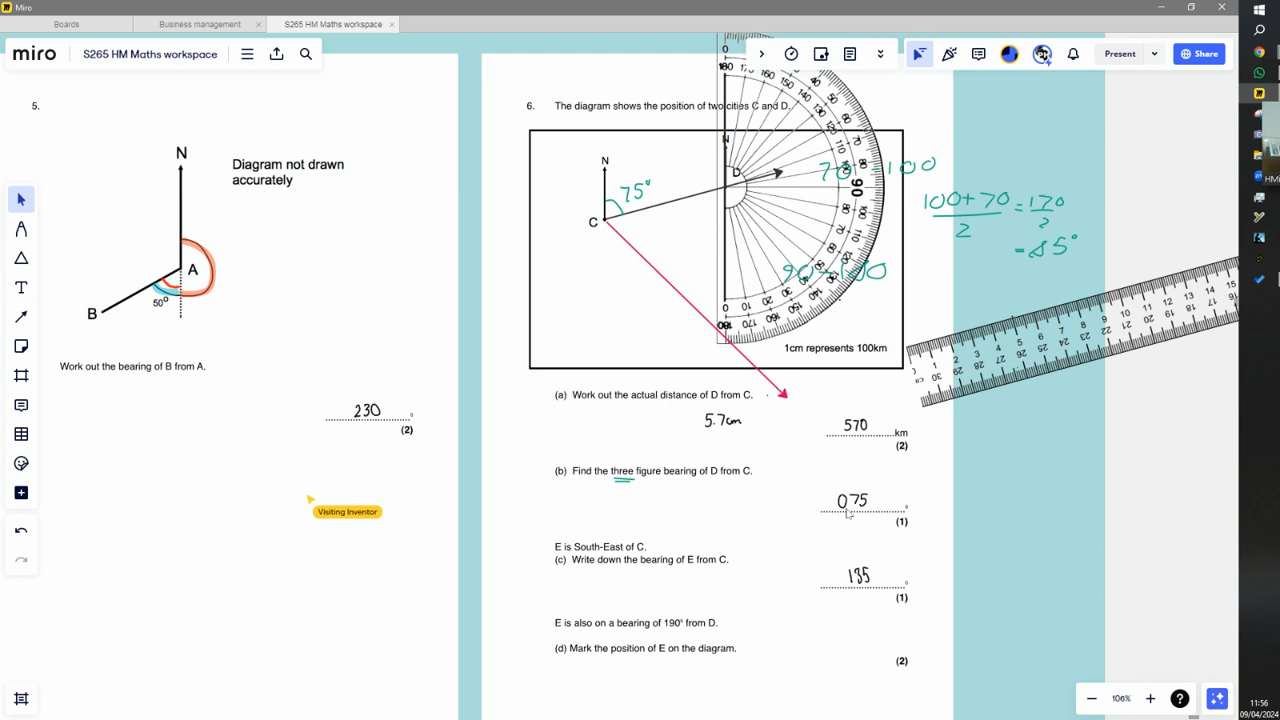 Miro
Boards
Business management
S265 HM Maths workspace
miro
S265 HM Maths workspace
Present
Share
5.
N
Diagram not drawn
accurately
A
50°
B
Work out the bearing of B from A.
230 °
(2)
Visiting Inventor
6. The diagram shows the position of two cities C and D.
N
N
75°
C
D
70 - 100
90 - 100
1cm represents 100km
100+70 = 170
2 2
= 85°
(a) Work out the actual distance of D from C.
5.7cm
570 km
(2)
(b) Find the three figure bearing of D from C.
075 °
(1)
E is South-East of C.
(c) Write down the bearing of E from C.
135 °
(1)
E is also on a bearing of 190° from D.
(d) Mark the position of E on the diagram.
(2)
106%
11:56
09/04/2024